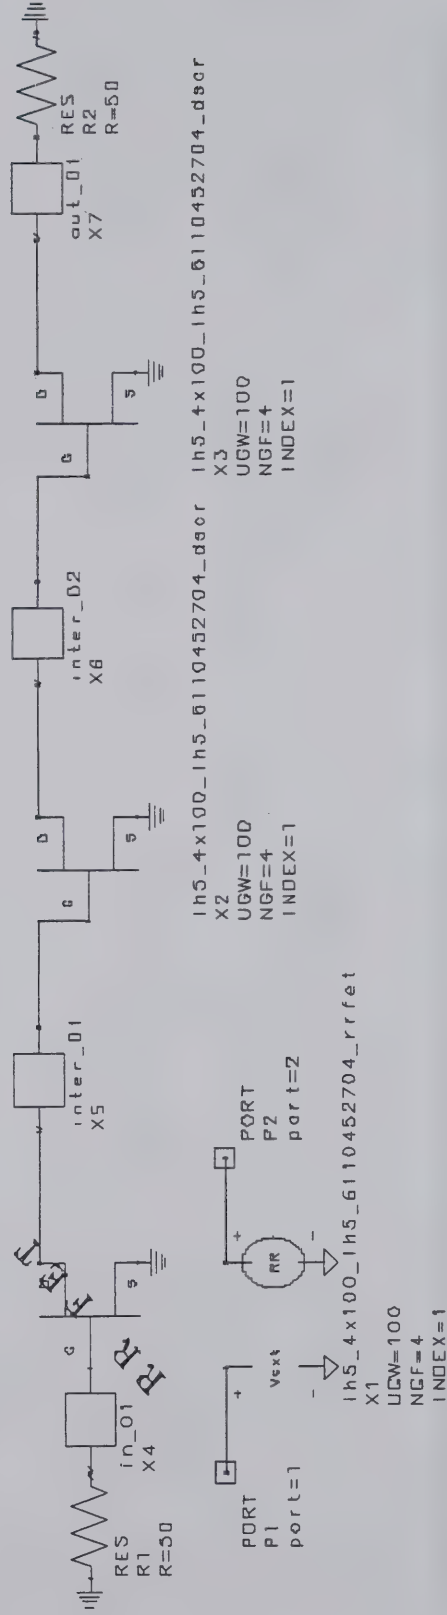 RES
R1
R=50
in_01
X4
G
S
R R F E T
inter_01
X5
G
D
S
inter_02
X6
G
D
S
out_01
X7
RES
R2
R=50
PORT
P1
port=1
+
Vext
-
+
RR
-
PORT
P2
port=2
lh5_4x100_lh5_6110452704_rrfet
X1
UGW=100
NGF=4
INDEX=1
lh5_4x100_lh5_6110452704_dscr
X2
UGW=100
NGF=4
INDEX=1
lh5_4x100_lh5_6110452704_dscr
X3
UGW=100
NGF=4
INDEX=1